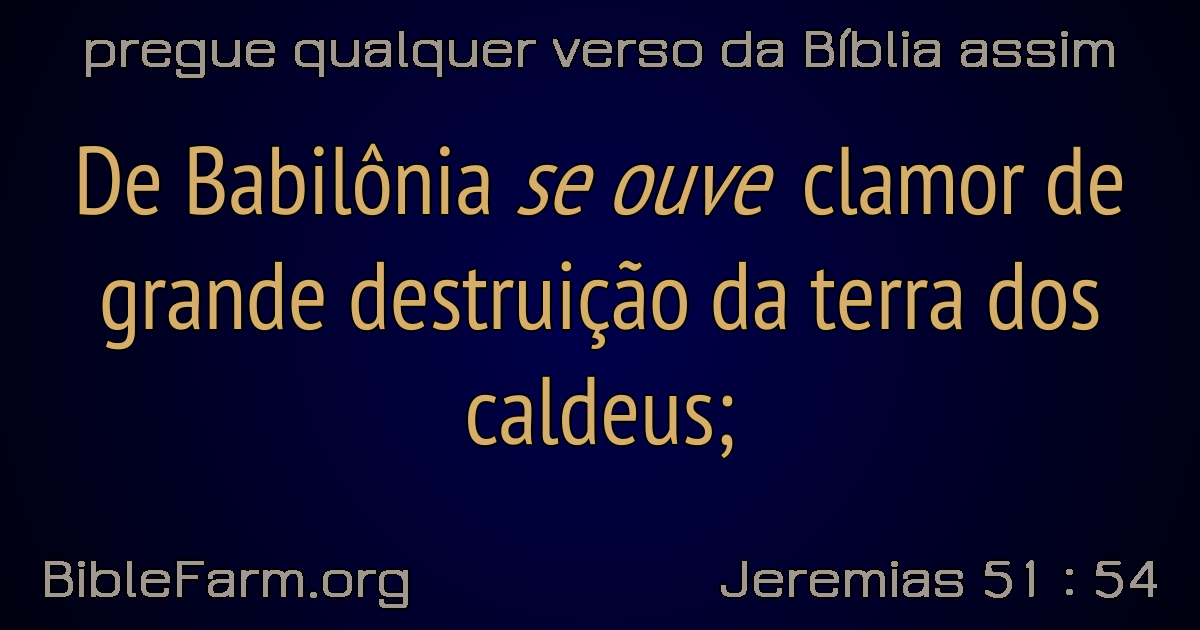 pregue qualquer verso da Bíblia assim
De Babilônia se ouve clamor de
grande destruição da terra dos
caldeus;
BibleFarm.org
Jeremias 51 : 54